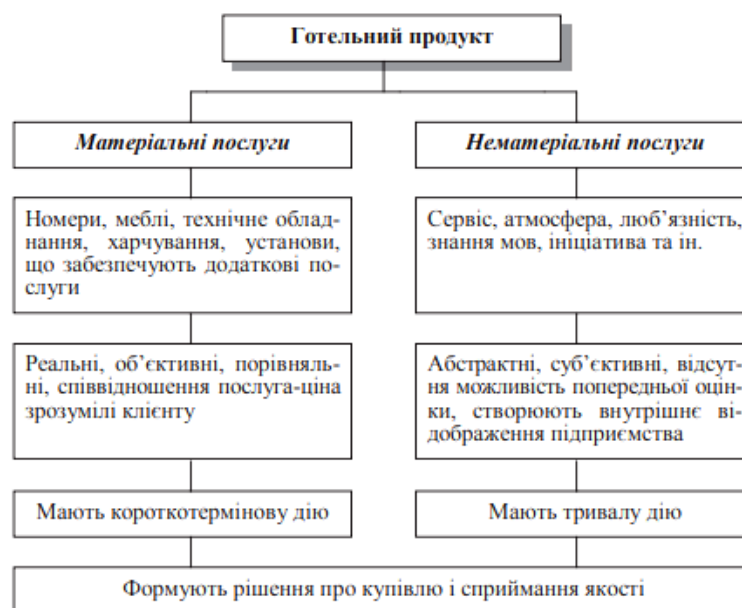 Готельний продукт
Матеріальні послуги
Номери, меблі, технічне облад-
нання, харчування, установи,
що забезпечують додаткові по-
слуги
Реальні, об’єктивні, порівняль-
ні, співвідношення послуга-ціна
зрозумілі клієнту
Мають короткотермінову дію
Нематеріальні послуги
Сервіс, атмосфера, люб’язність,
знання мов, ініціатива та ін.
Абстрактні, суб’єктивні, відсут-
ня можливість попередньої оцін-
ки, створюють внутрішнє ві-
дображення підприємства
Мають тривалу дію
Формують рішення про купівлю і сприймання якості